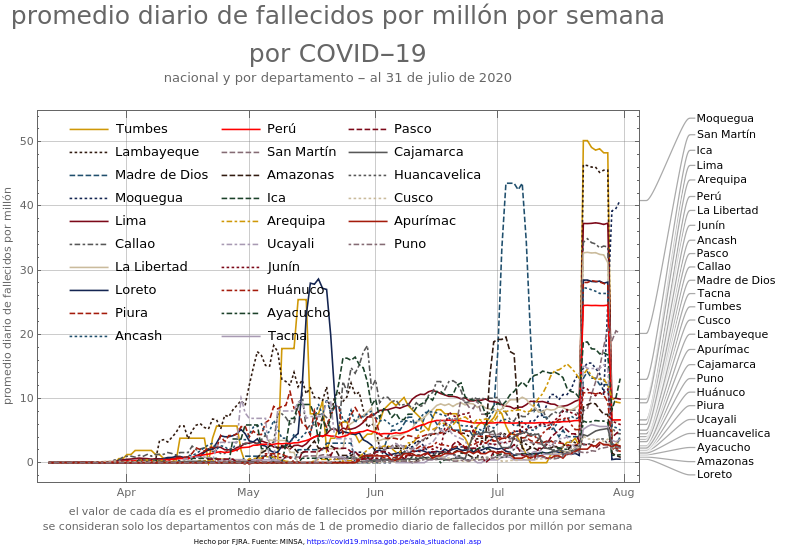 promedio diario de fallecidos por millón por semana
por COVID–19
nacional y por departamento – al 31 de julio de 2020
promedio diario de fallecidos por millón
50
40
30
20
10
0
Apr
May
Jun
Jul
Aug
Tumbes
Lambayeque
Madre de Dios
Moquegua
Lima
Callao
La Libertad
Loreto
Piura
Ancash
Perú
San Martín
Amazonas
Ica
Arequipa
Ucayali
Junín
Huánuco
Ayacucho
Tacna
Pasco
Cajamarca
Huancavelica
Cusco
Apurímac
Puno
Moquegua
San Martín
Ica
Lima
Arequipa
Perú
La Libertad
Junín
Ancash
Pasco
Callao
Madre de Dios
Tacna
Tumbes
Cusco
Lambayeque
Apurímac
Cajamarca
Puno
Huánuco
Piura
Ucayali
Huancavelica
Ayacucho
Amazonas
Loreto
el valor de cada día es el promedio diario de fallecidos por millón reportados durante una semana
se consideran solo los departamentos con más de 1 de promedio diario de fallecidos por millón por semana
Hecho por FJRA. Fuente: MINSA, https://covid19.minsa.gob.pe/sala_situacional.asp